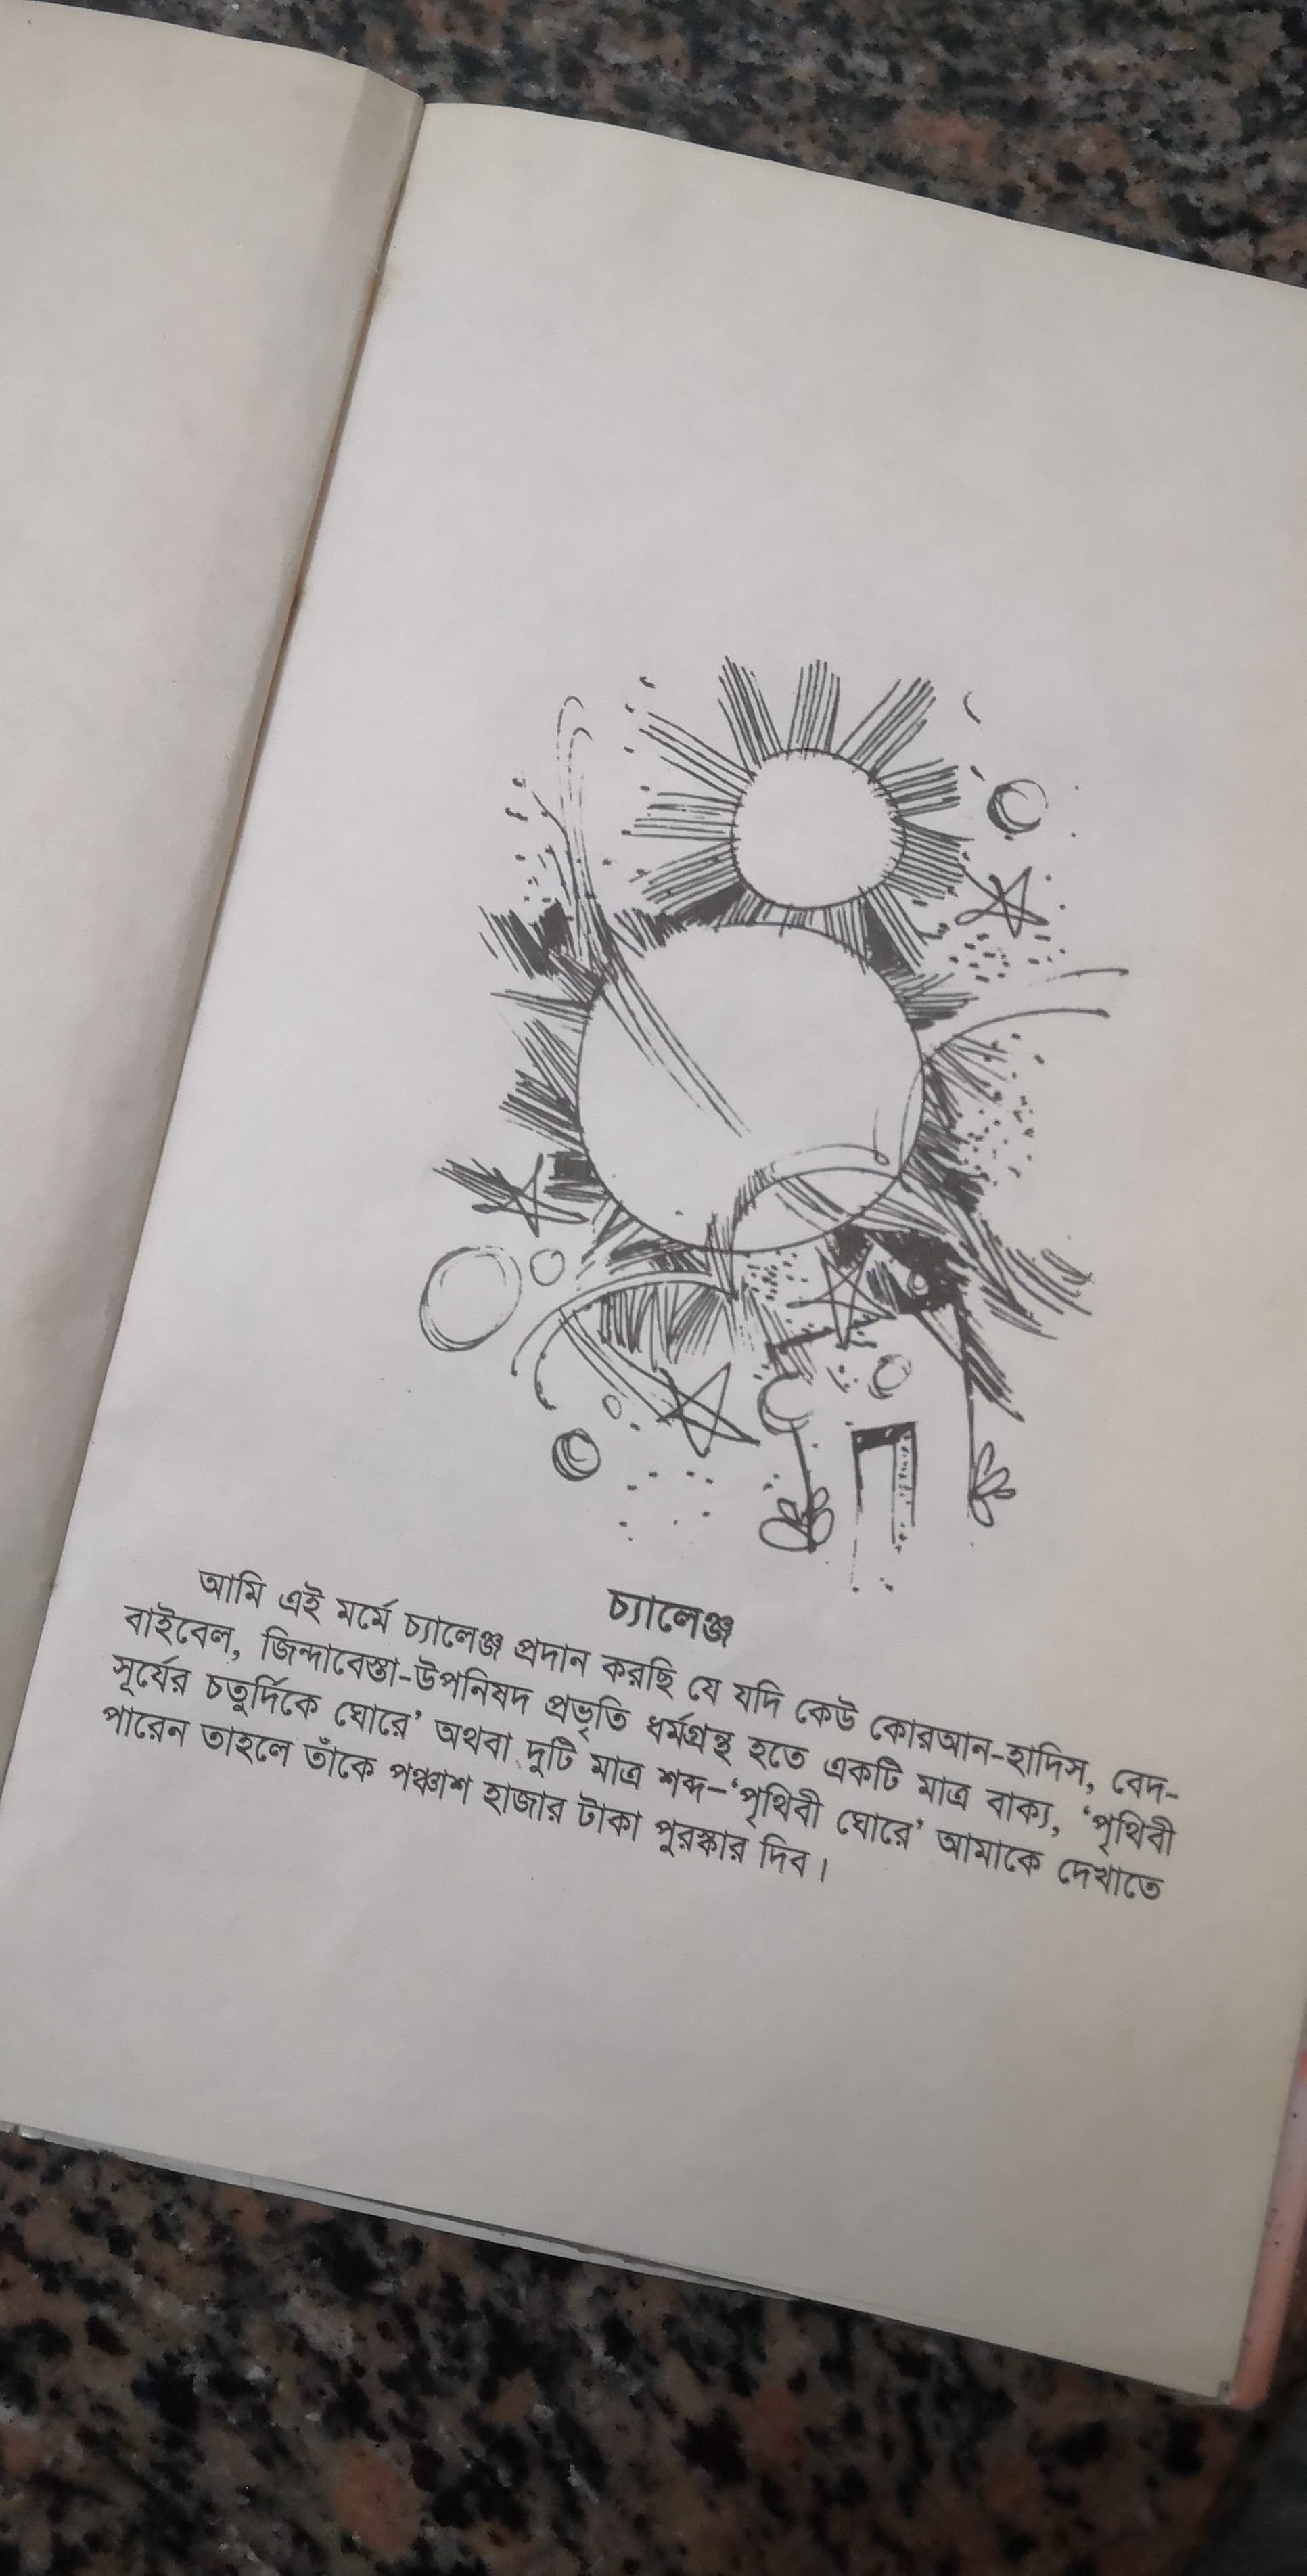 চ্যালেঞ্জ
আমি এই মর্মে চ্যালেঞ্জ প্রদান করছি যে যদি কেউ কোরআন-হাদিস, বেদ-
বাইবেল, জিন্দাবেস্তা-উপনিষদ প্রভৃতি ধর্মগ্রন্থ হতে একটি মাত্র বাক্য, ‘পৃথিবী
সূর্যের চতুর্দিকে ঘোরে’ অথবা দুটি মাত্র শব্দ–‘পৃথিবী ঘোরে’ আমাকে দেখাতে
পারেন তাহলে তাঁকে পঞ্চাশ হাজার টাকা পুরস্কার দিব।